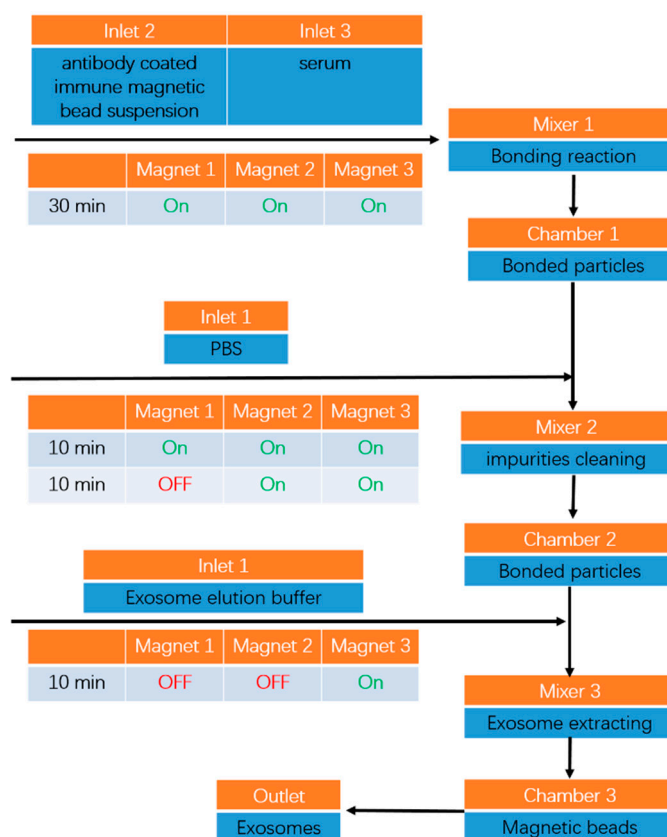 Inlet 2 Inlet 3
antibody coated serum
immune magnetic
bead suspension
Mixer 1
Bonding reaction
Magnet 1 Magnet 2 Magnet 3
30 min On On On
Chamber 1
Bonded particles
Inlet 1
PBS
Magnet 1 Magnet 2 Magnet 3
10 min On On On
10 min OFF On On
Mixer 2
impurities cleaning
Chamber 2
Bonded particles
Inlet 1
Exosome elution buffer
Magnet 1 Magnet 2 Magnet 3
10 min OFF OFF On
Mixer 3
Exosome extracting
Chamber 3
Magnetic beads
Outlet
Exosomes